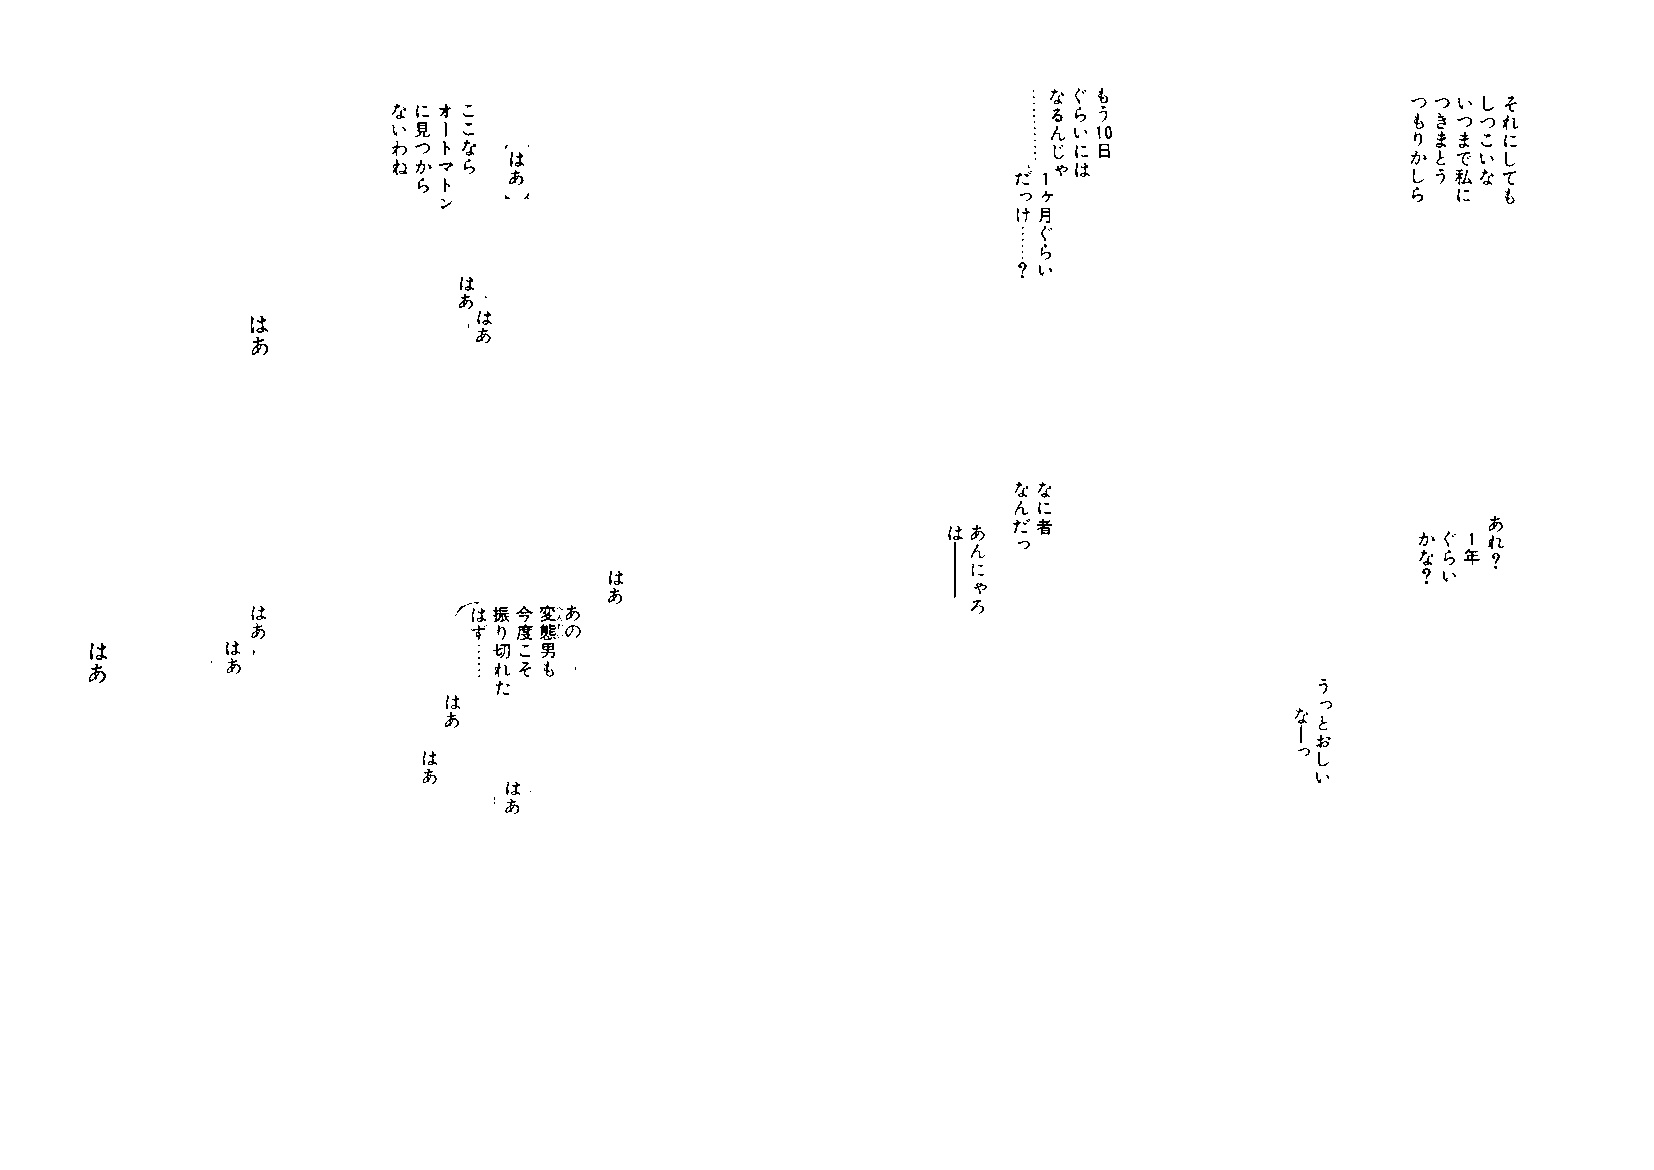 それにしても
しつこいな
いつまで私に
つきまとう
つもりかしら
もう10日
ぐらいには
なるんじゃ
…………
1ヶ月ぐらい
だっけ……?
あれ?
1年
ぐらい
かな?
うっとおしい
なーっ
なに者
なんだっ
あんにゃろ
は━━
はあ
ここなら
オートマトン
に見つから
ないわね
はあ
はあ
はあ
はあ
あの
変態男も
今度こそ
振り切れた
はず……
はあ
はあ
はあ
はあ
はあ
はあ